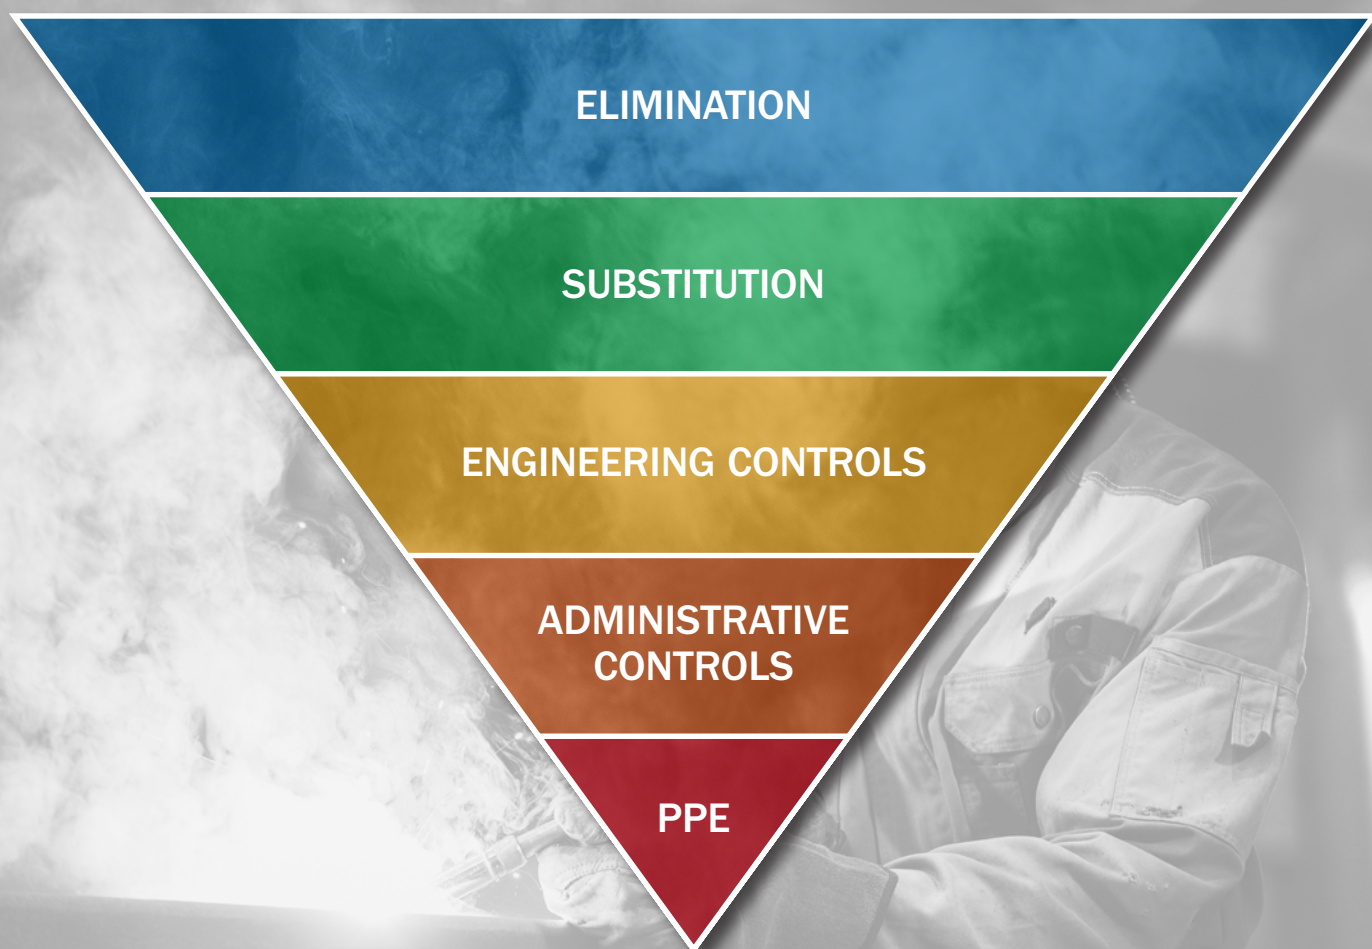 ELIMINATION
SUBSTITUTION
ENGINEERING CONTROLS
ADMINISTRATIVE
CONTROLS
PPE